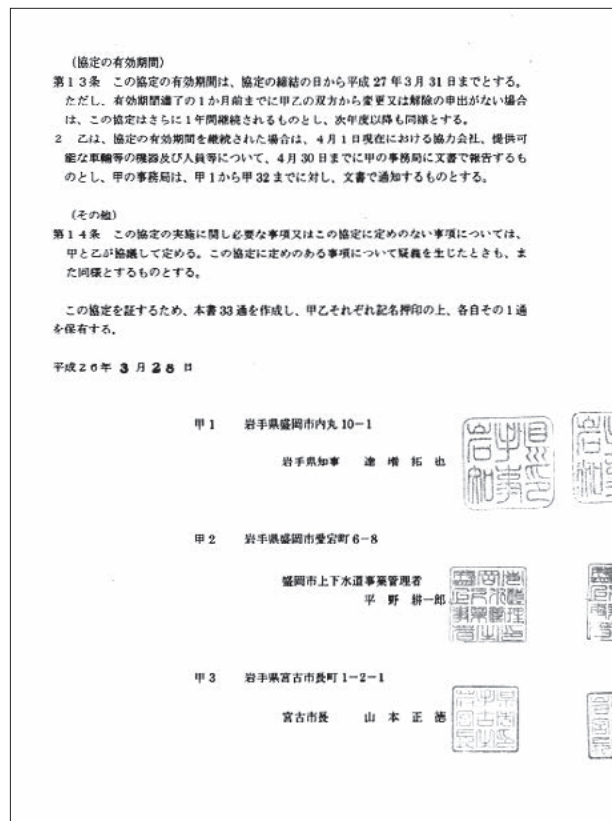 （協定の有効期間）
第13条　この協定の有効期間は、協定の締結の日から平成27年3月31日までとする。
ただし、有効期間満了の1か月前までに甲乙の双方から変更又は解除の申出がない場合
は、この協定はさらに1年間継続されるものとし、次年度以降も同様とする。
2　乙は、協定の有効期間を継続された場合は、4月1日現在における協力会社、提供可
能な車輛等の機器及び人員等について、4月30日までに甲の事務局に文書で報告するも
のとし、甲の事務局は、甲1から甲32までに対し、文書で通知するものとする。
（その他）
第14条　この協定の実施に関し必要な事項又はこの協定に定めのない事項については、
甲と乙が協議して定める。この協定に定めのある事項について疑義を生じたときも、ま
た同様とするものとする。
この協定を証するため、本書33通を作成し、甲乙それぞれ記名押印の上、各自その1通
を保有する。
平成26年3月28日
甲1　岩手県盛岡市内丸10－1
岩手県知事　達　増　拓　也
甲2　岩手県盛岡市愛宕町6－8
盛岡市上下水道事業管理者
平　野　耕一郎
甲3　岩手県宮古市長町1－2－1
宮古市長　山　本　正　徳